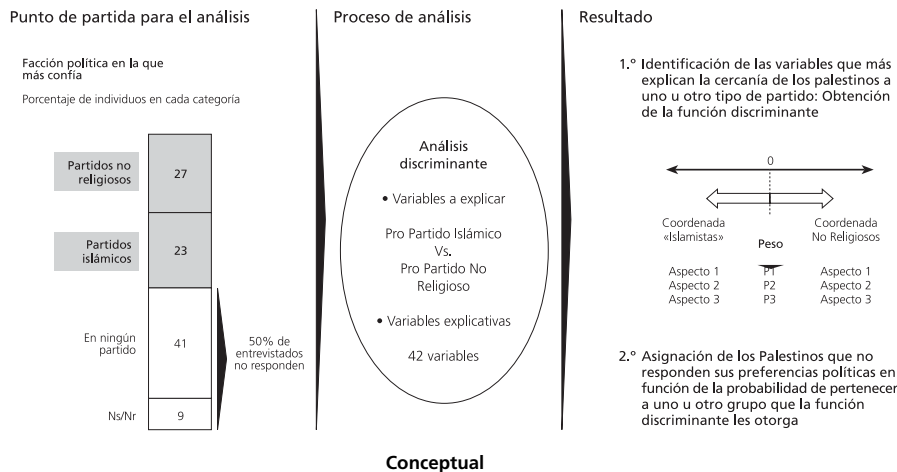 Punto de partida para el análisis
Facción política en la que
más confía
Porcentaje de individuos en cada categoría
Partidos no
religiosos
27
Partidos
islámicos
23
En ningún
partido
41
50% de
entrevistados
no responden
Ns/Nr
9
Proceso de análisis
Análisis
discriminante
• Variables a explicar
Pro Partido Islámico
Vs.
Pro Partido No
Religioso
• Variables explicativas
42 variables
Resultado
1.º Identificación de las variables que más
explican la cercanía de los palestinos a
uno u otro tipo de partido: Obtención
de la función discriminante
0
Coordenada
«Islamistas»
Coordenada
No Religiosos
Peso
Aspecto 1 P1 Aspecto 1
Aspecto 2 P2 Aspecto 2
Aspecto 3 P3 Aspecto 3
2.º Asignación de los Palestinos que no
responden sus preferencias políticas en
función de la probabilidad de pertenecer
a uno u otro grupo que la función
discriminante les otorga
Conceptual